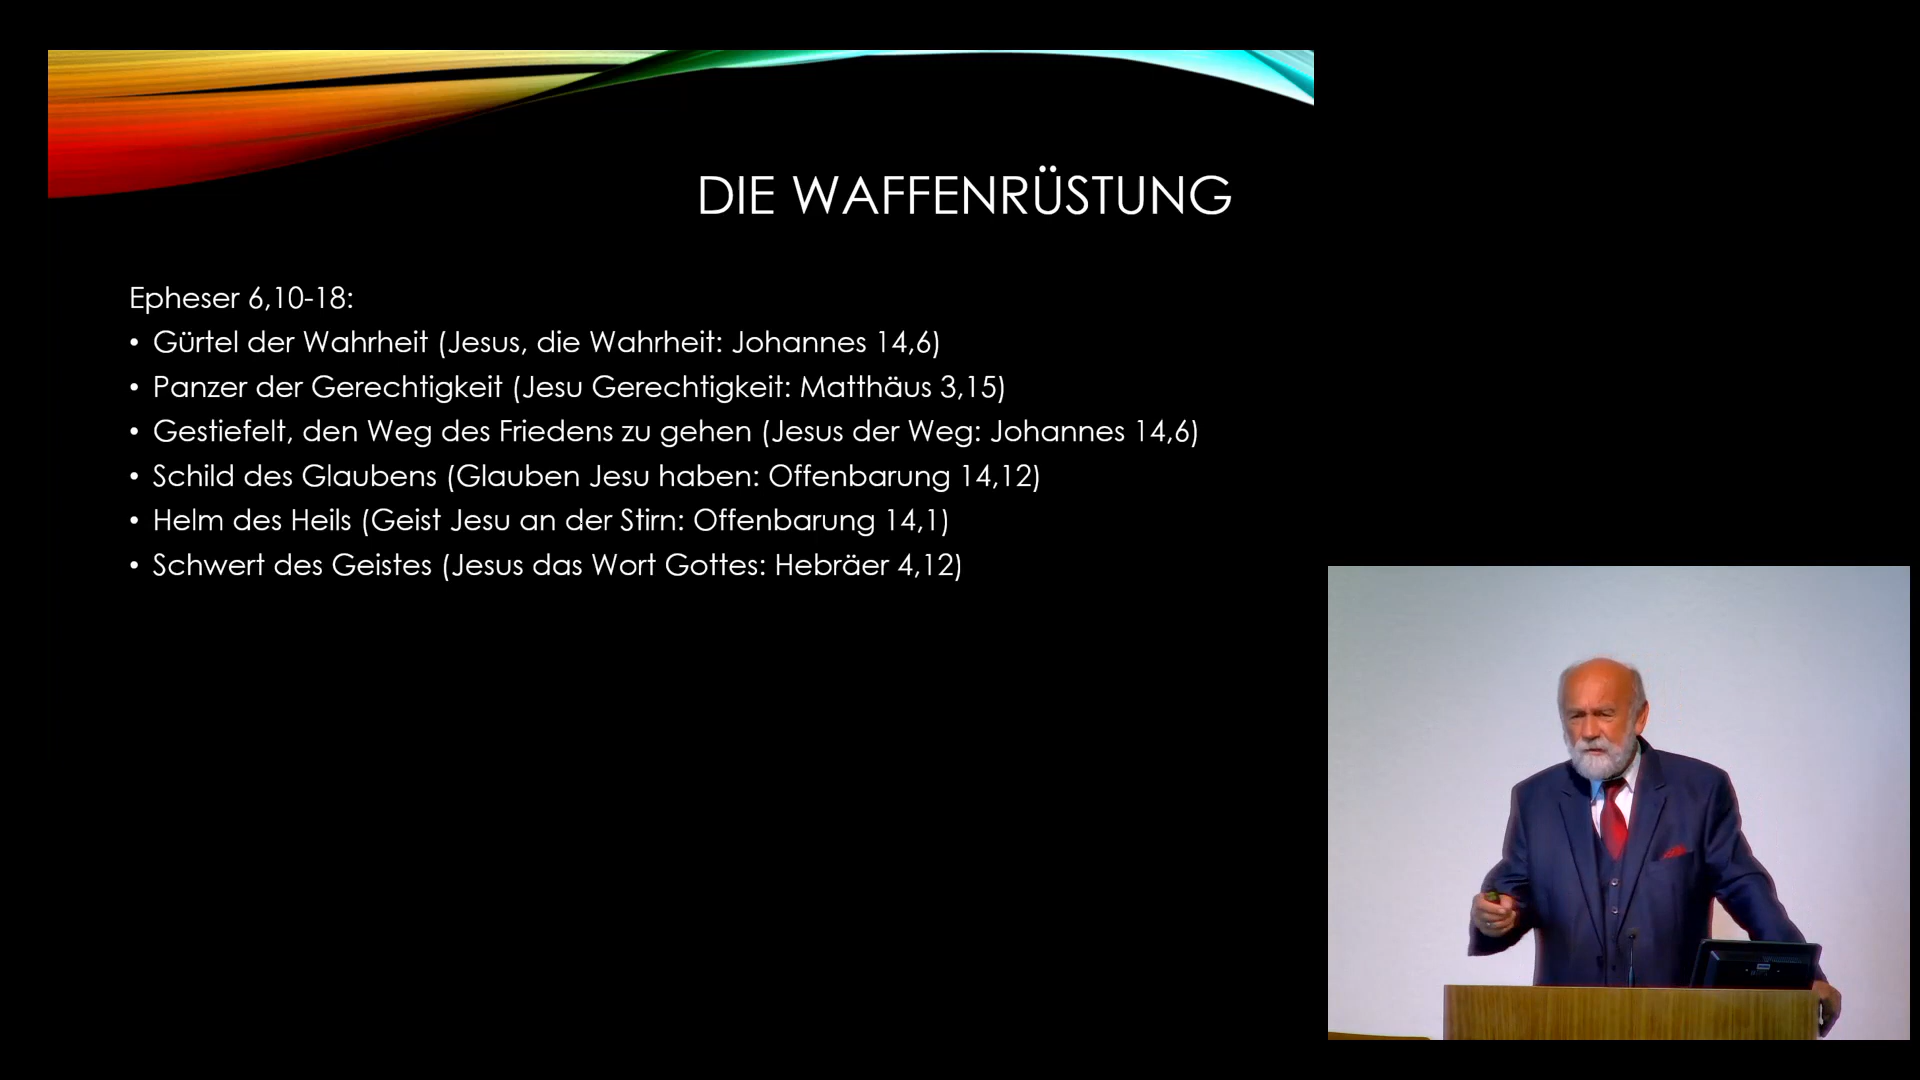 DIE WAFFENRÜSTUNG
Epheser 6,10-18:
• Gürtel der Wahrheit (Jesus, die Wahrheit: Johannes 14,6)
• Panzer der Gerechtigkeit (Jesu Gerechtigkeit: Matthäus 3,15)
• Gestiefelt, den Weg des Friedens zu gehen (Jesus der Weg: Johannes 14,6)
• Schild des Glaubens (Glauben Jesu haben: Offenbarung 14,12)
• Helm des Heils (Geist Jesu an der Stirn: Offenbarung 14,1)
• Schwert des Geistes (Jesus das Wort Gottes: Hebräer 4,12)